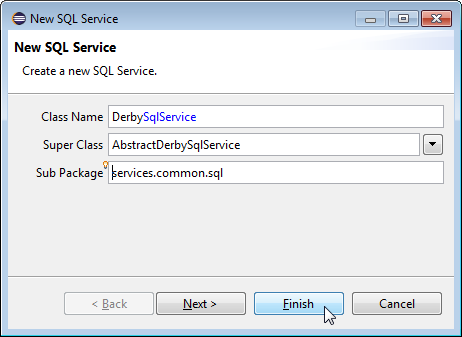 New SQL Service
New SQL Service
Create a new SQL Service.
Class Name DerbySqlService
Super Class AbstractDerbySqlService
Sub Package services.common.sql
< Back Next > Finish Cancel